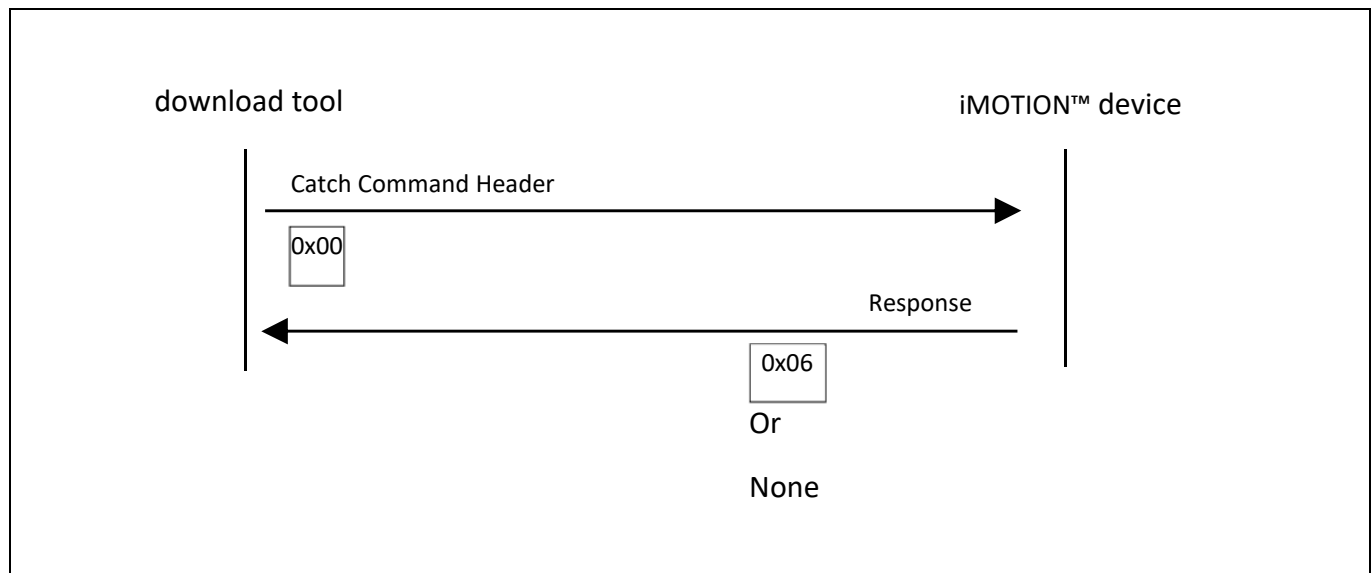 download tool
iMOTION™ device
Catch Command Header
0x00
Response
0x06
Or
None